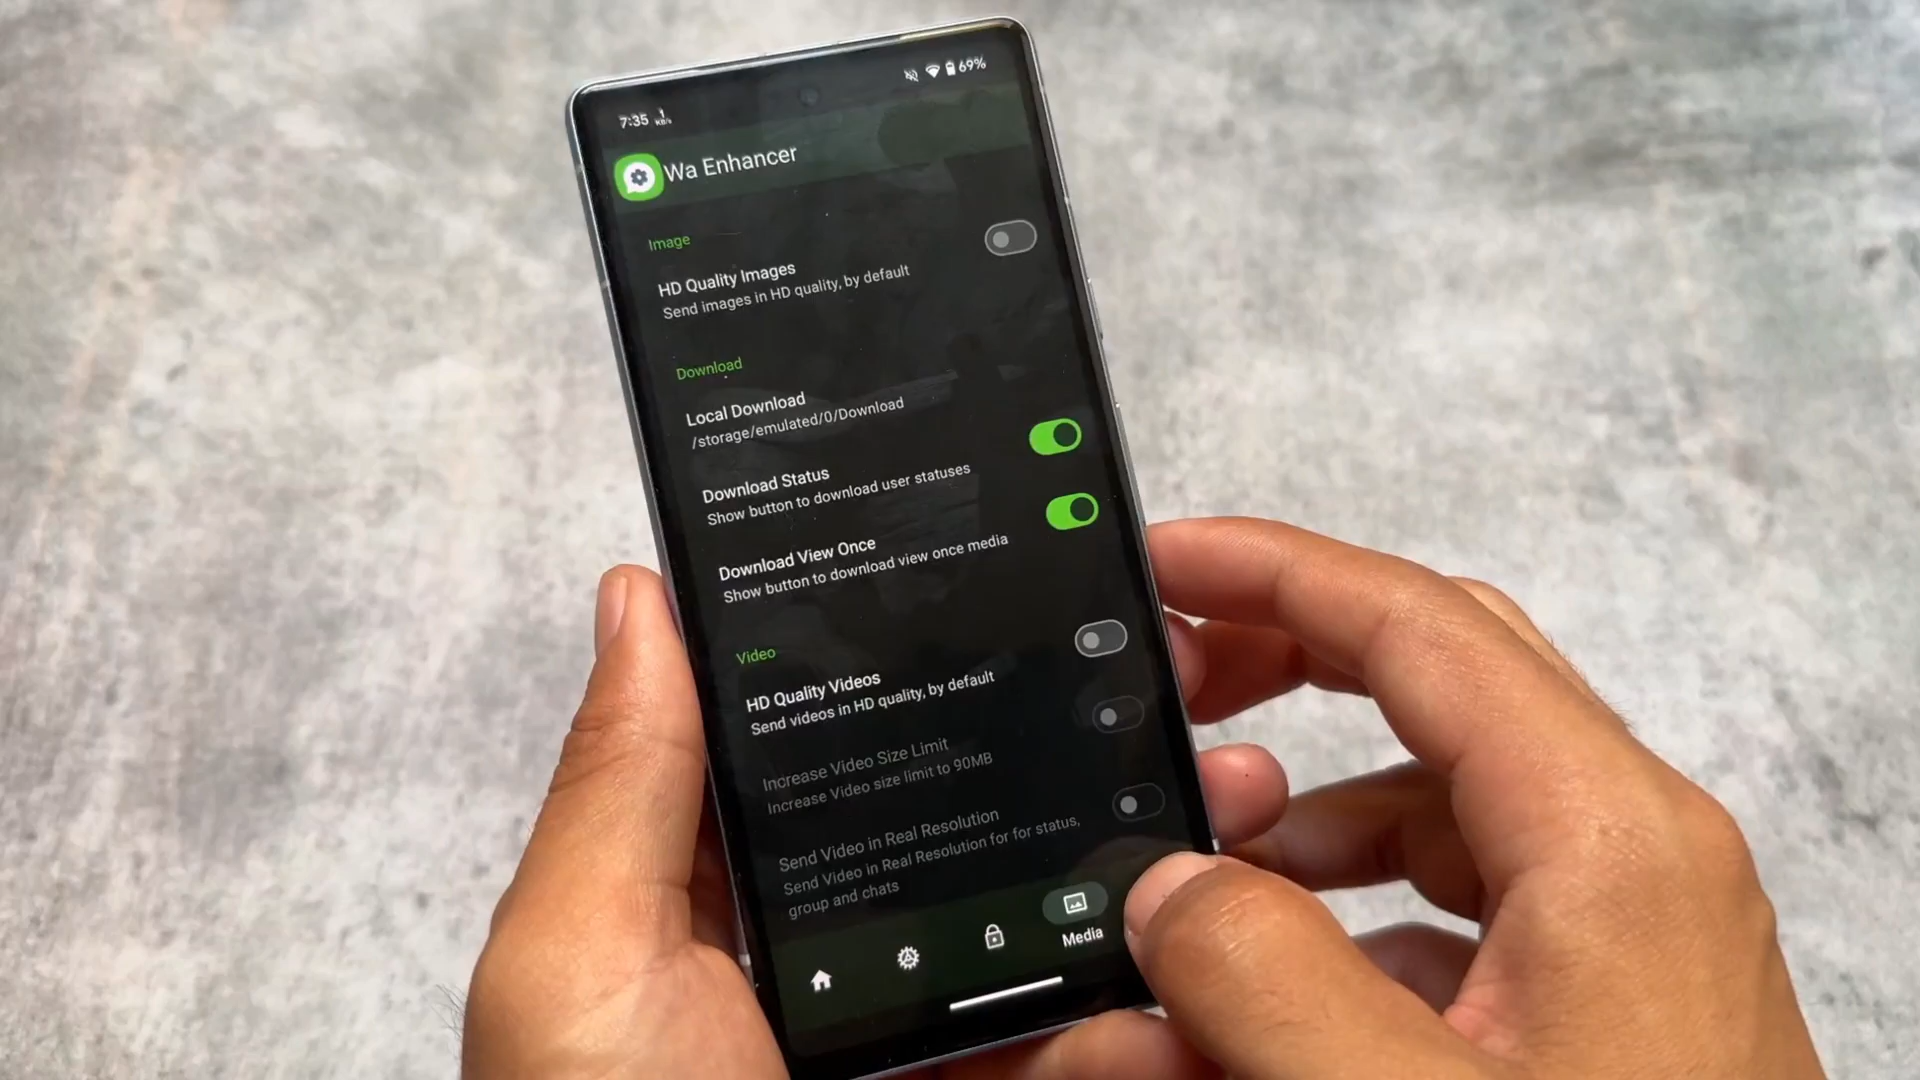 7:35 1 KB/s 69%
Wa Enhancer
Image
HD Quality Images
Send images in HD quality, by default
Download
Local Download
/storage/emulated/0/Download
Download Status
Show button to download user statuses
Download View Once
Show button to download view once media
Video
HD Quality Videos
Send videos in HD quality, by default
Increase Video Size Limit
Increase Video size limit to 90MB
Send Video in Real Resolution
Send Video in Real Resolution for for status,
group and chats
Media